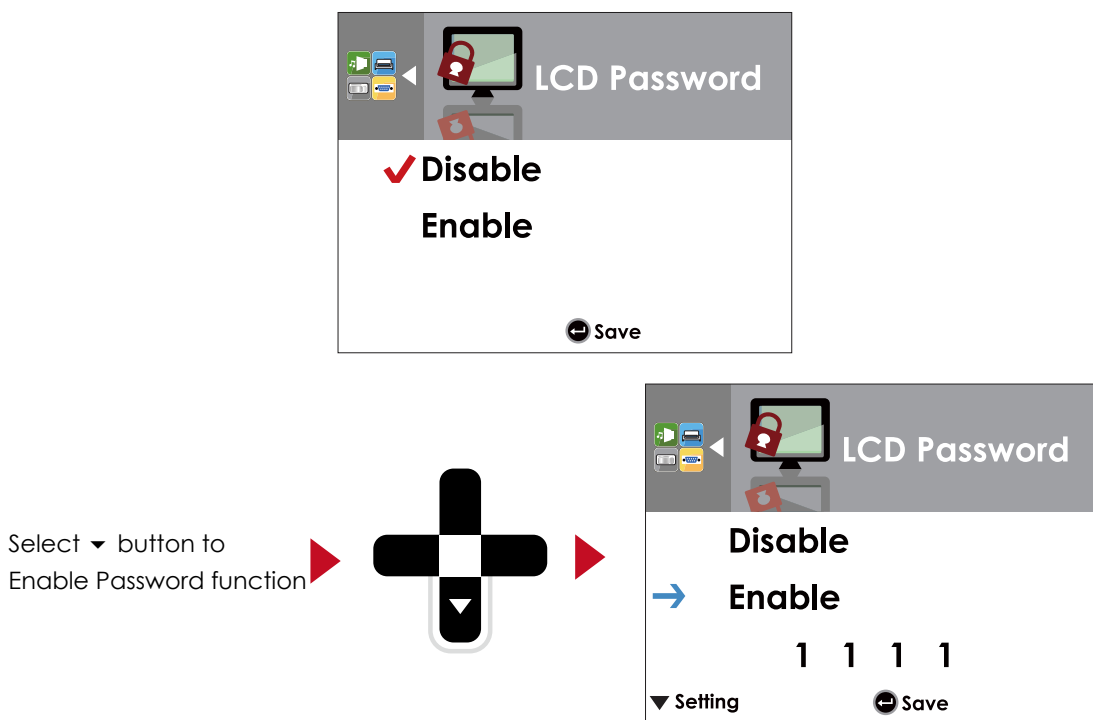 LCD Password
Disable
Enable
Save
Select ▼ button to
Enable Password function
LCD Password
Disable
Enable
1 1 1 1
▼ Setting Save